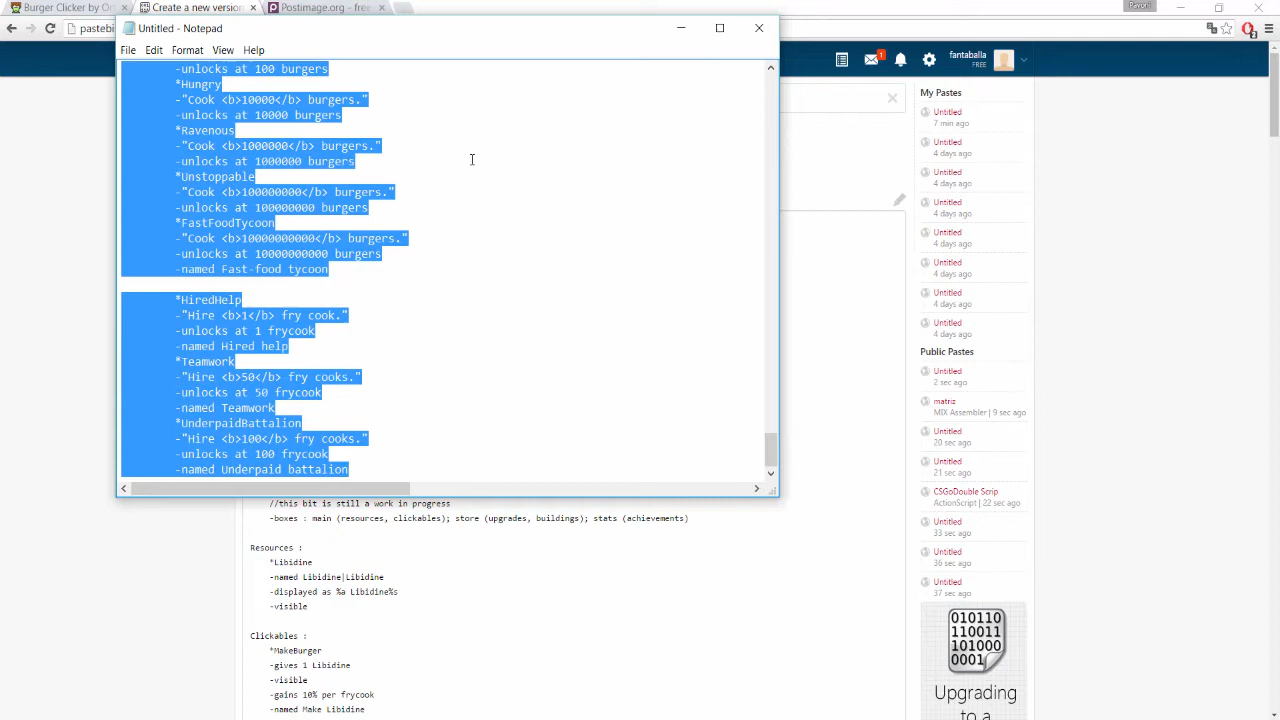 Burger Clicker by Or
Create a new version
Postimage.org - free
Ravioli
pastebi
Untitled - Notepad
File Edit Format View Help
-unlocks at 100 burgers
*Hungry
-"Cook <b>10000</b> burgers."
-unlocks at 10000 burgers
*Ravenous
-"Cook <b>1000000</b> burgers."
-unlocks at 1000000 burgers
*Unstoppable
-"Cook <b>100000000</b> burgers."
-unlocks at 100000000 burgers
*FastFoodTycoon
-"Cook <b>10000000000</b> burgers."
-unlocks at 10000000000 burgers
-named Fast-food tycoon
*HiredHelp
-"Hire <b>1</b> fry cook."
-unlocks at 1 frycook
-named Hired help
*Teamwork
-"Hire <b>50</b> fry cooks."
-unlocks at 50 frycook
-named Teamwork
*UnderpaidBattalion
-"Hire <b>100</b> fry cooks."
-unlocks at 100 frycook
-named Underpaid battalion
//this bit is still a work in progress
-boxes : main (resources, clickables); store (upgrades, buildings); stats (achievements)
Resources :
*Libidine
-named Libidine|Libidine
-displayed as %a Libidine%s
-visible
Clickables :
*MakeBurger
-gives 1 Libidine
-visible
-gains 10% per frycook
-named Make Libidine
1
fantaballa
FREE
My Pastes
Untitled
7 min ago
Untitled
4 days ago
Untitled
4 days ago
Untitled
4 days ago
Untitled
4 days ago
Untitled
4 days ago
Untitled
4 days ago
Untitled
4 days ago
Public Pastes
Untitled
2 sec ago
matriz
MIX Assembler | 9 sec ago
Untitled
20 sec ago
Untitled
21 sec ago
CSGoDouble Scrip
ActionScript | 22 sec ago
Untitled
33 sec ago
Untitled
36 sec ago
Untitled
37 sec ago
010110
110011
101000
0001
Upgrading
to a